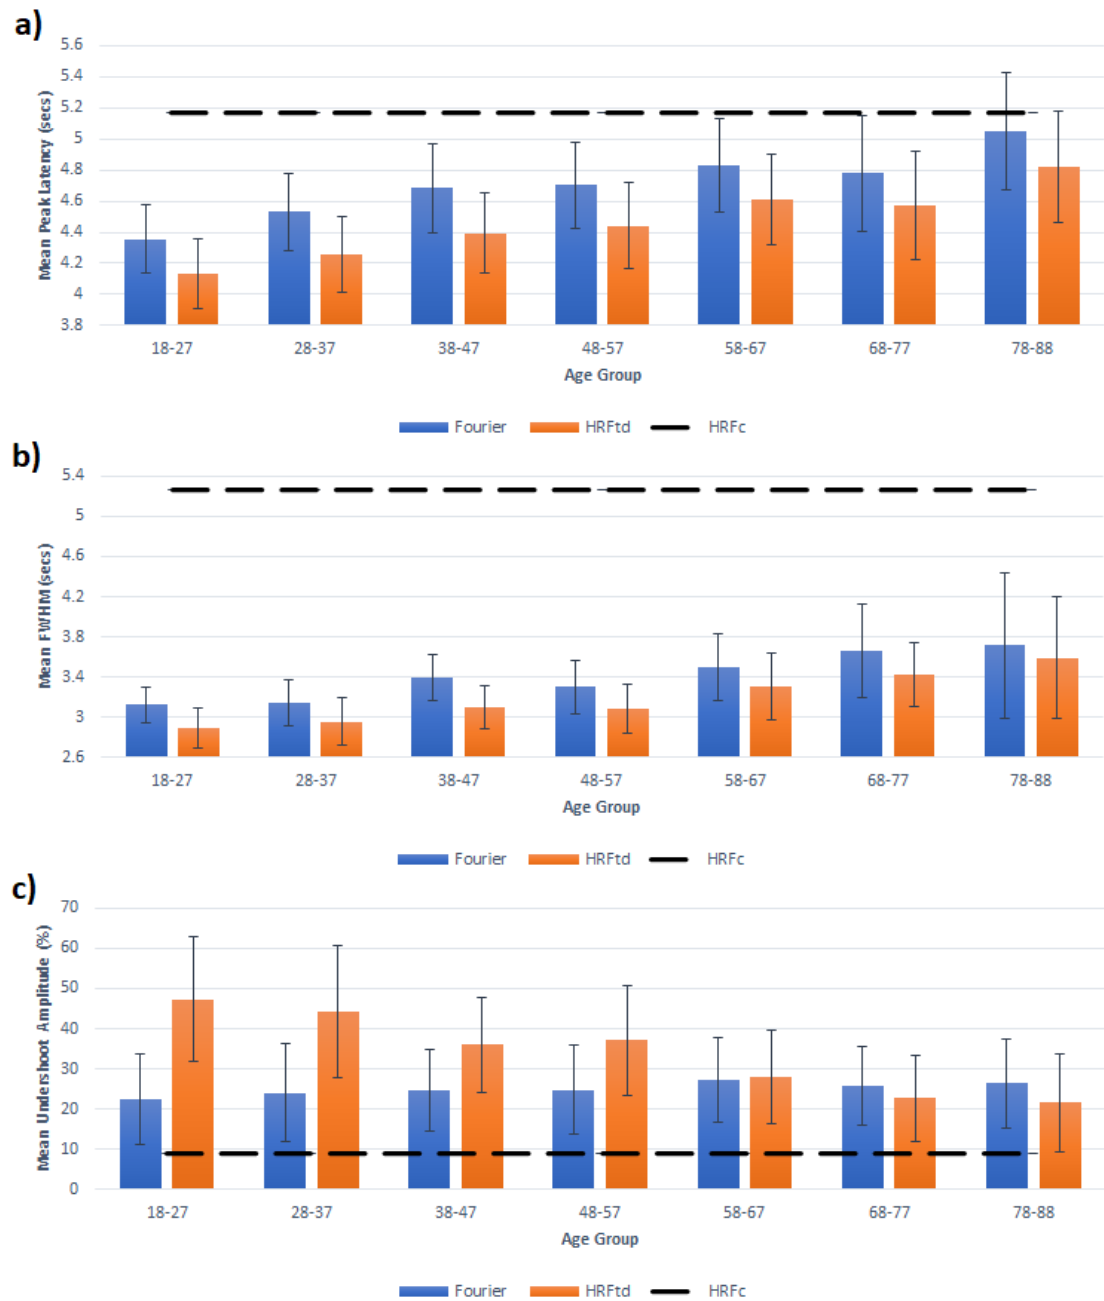 a)
Mean Peak Latency (secs)
5.6
5.4
5.2
5
4.8
4.6
4.4
4.2
4
3.8
18-27 28-37 38-47 48-57 58-67 68-77 78-88
Age Group
Fourier HRFtd HRFc
b)
Mean FWHM (secs)
5.4
5
4.6
4.2
3.8
3.4
3
2.6
18-27 28-37 38-47 48-57 58-67 68-77 78-88
Age Group
Fourier HRFtd HRFc
c)
Mean Undershoot Amplitude (%)
70
60
50
40
30
20
10
0
18-27 28-37 38-47 48-57 58-67 68-77 78-88
Age Group
Fourier HRFtd HRFc